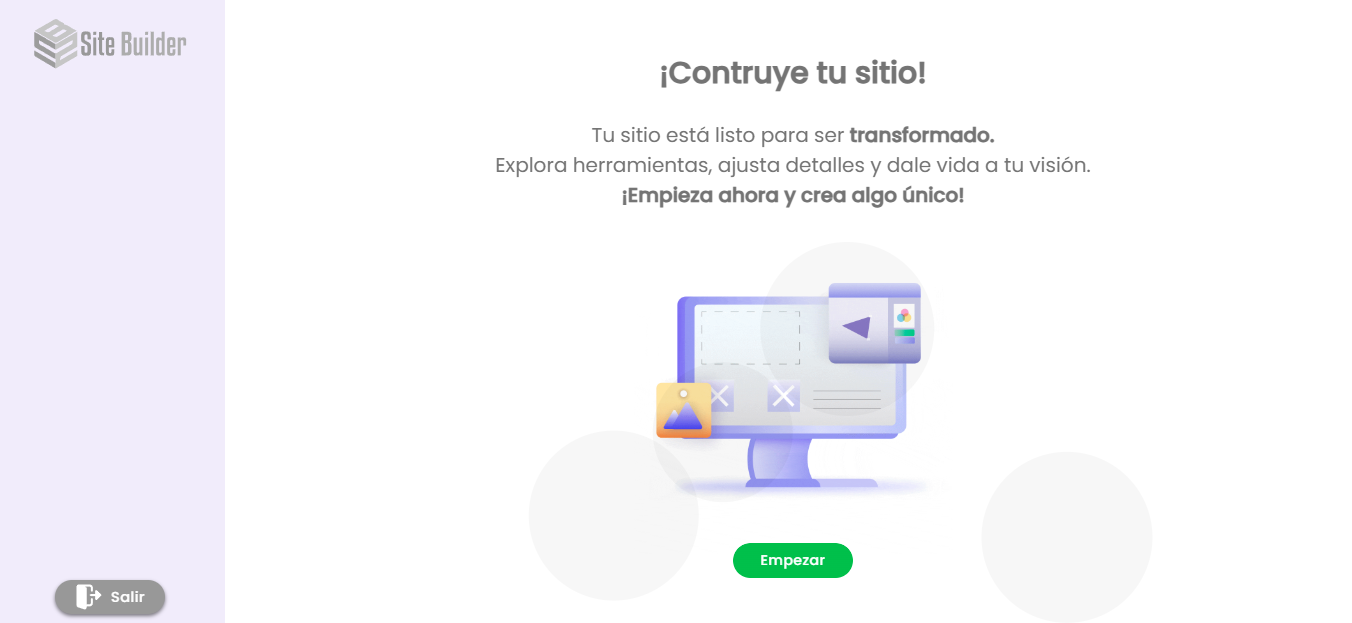 Site Builder
¡Contruye tu sitio!
Tu sitio está listo para ser transformado.
Explora herramientas, ajusta detalles y dale vida a tu visión.
¡Empieza ahora y crea algo único!
Empezar
Salir